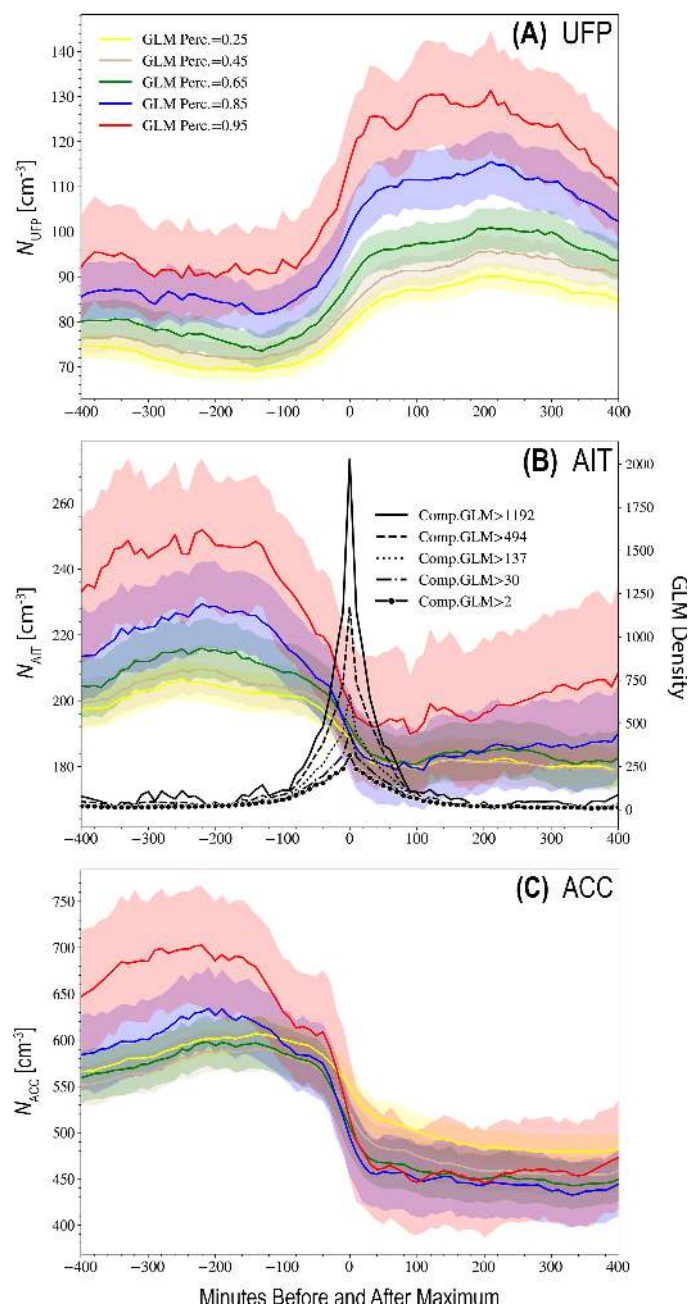 (A) UFP
GLM Perc.=0.25
GLM Perc.=0.45
GLM Perc.=0.65
GLM Perc.=0.85
GLM Perc.=0.95
N_UFP [cm⁻³]
140
130
120
110
100
90
80
70
−400 −300 −200 −100 0 100 200 300 400
(B) AIT
Comp.GLM>1192
Comp.GLM>494
Comp.GLM>137
Comp.GLM>30
Comp.GLM>2
N_AIT [cm⁻³]
260
240
220
200
180
GLM Density
2000
1750
1500
1250
1000
750
500
250
0
−400 −300 −200 −100 0 100 200 300 400
(C) ACC
N_ACC [cm⁻³]
750
700
650
600
550
500
450
400
−400 −300 −200 −100 0 100 200 300 400
Minutes Before and After Maximum